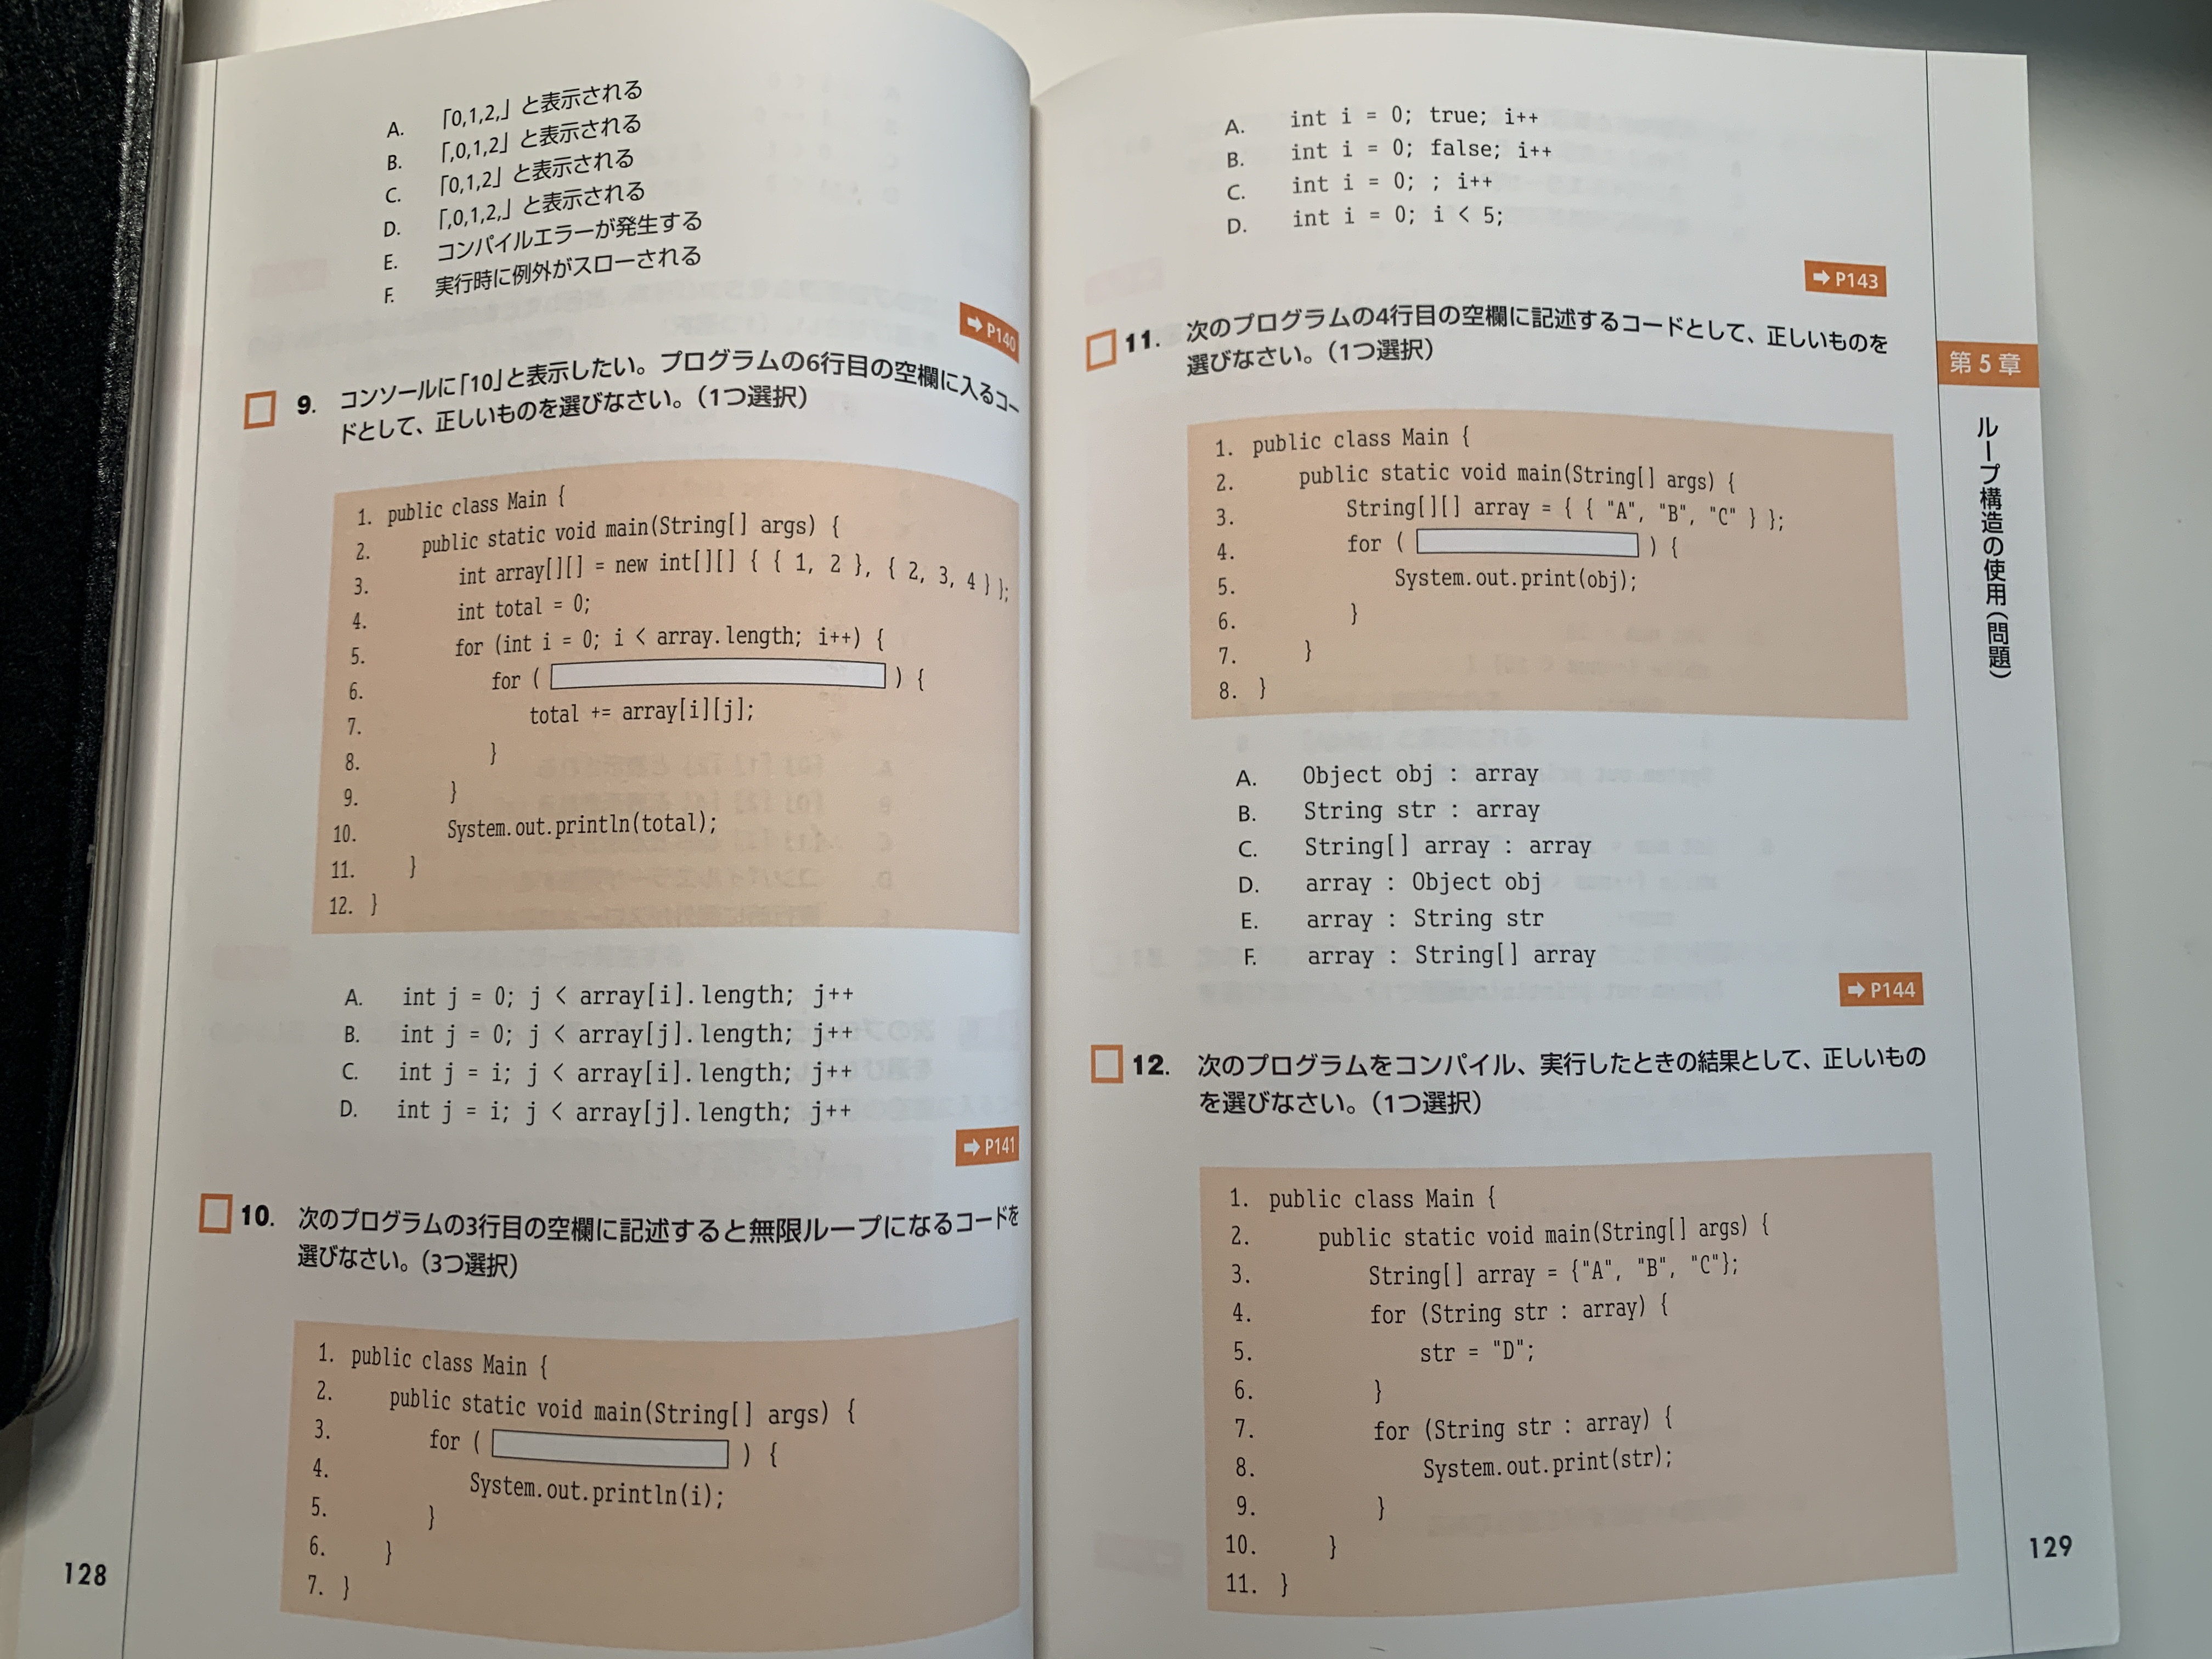 A. 「0,1,2,」と表示される
B. 「,0,1,2」と表示される
C. 「0,1,2」と表示される
D. 「,0,1,2,」と表示される
E. コンパイルエラーが発生する
F. 実行時に例外がスローされる
➡P140
9. コンソールに「10」と表示したい。プログラムの6行目の空欄に入るコー
ドとして、正しいものを選びなさい。(1つ選択)
1. public class Main {
2. public static void main(String[] args) {
3. int array[][] = new int[][] { { 1, 2 }, { 2, 3, 4 } };
4. int total = 0;
5. for (int i = 0; i < array.length; i++) {
6. for ( ) {
7. total += array[i][j];
8. }
9. }
10. System.out.println(total);
11. }
12. }
A. int j = 0; j < array[i].length; j++
B. int j = 0; j < array[j].length; j++
C. int j = i; j < array[i].length; j++
D. int j = i; j < array[j].length; j++
➡P141
10. 次のプログラムの3行目の空欄に記述すると無限ループになるコードを
選びなさい。(3つ選択)
1. public class Main {
2. public static void main(String[] args) {
3. for ( ) {
4. System.out.println(i);
5. }
6. }
7. }
128
A. int i = 0; true; i++
B. int i = 0; false; i++
C. int i = 0; ; i++
D. int i = 0; i < 5;
➡P143
11. 次のプログラムの4行目の空欄に記述するコードとして、正しいものを
選びなさい。(1つ選択)
1. public class Main {
2. public static void main(String[] args) {
3. String[][] array = { { "A", "B", "C" } };
4. for ( ) {
5. System.out.print(obj);
6. }
7. }
8. }
A. Object obj : array
B. String str : array
C. String[] array : array
D. array : Object obj
E. array : String str
F. array : String[] array
➡P144
12. 次のプログラムをコンパイル、実行したときの結果として、正しいもの
を選びなさい。(1つ選択)
1. public class Main {
2. public static void main(String[] args) {
3. String[] array = {"A", "B", "C"};
4. for (String str : array) {
5. str = "D";
6. }
7. for (String str : array) {
8. System.out.print(str);
9. }
10. }
11. }
第5章
ループ構造の使用(問題)
129